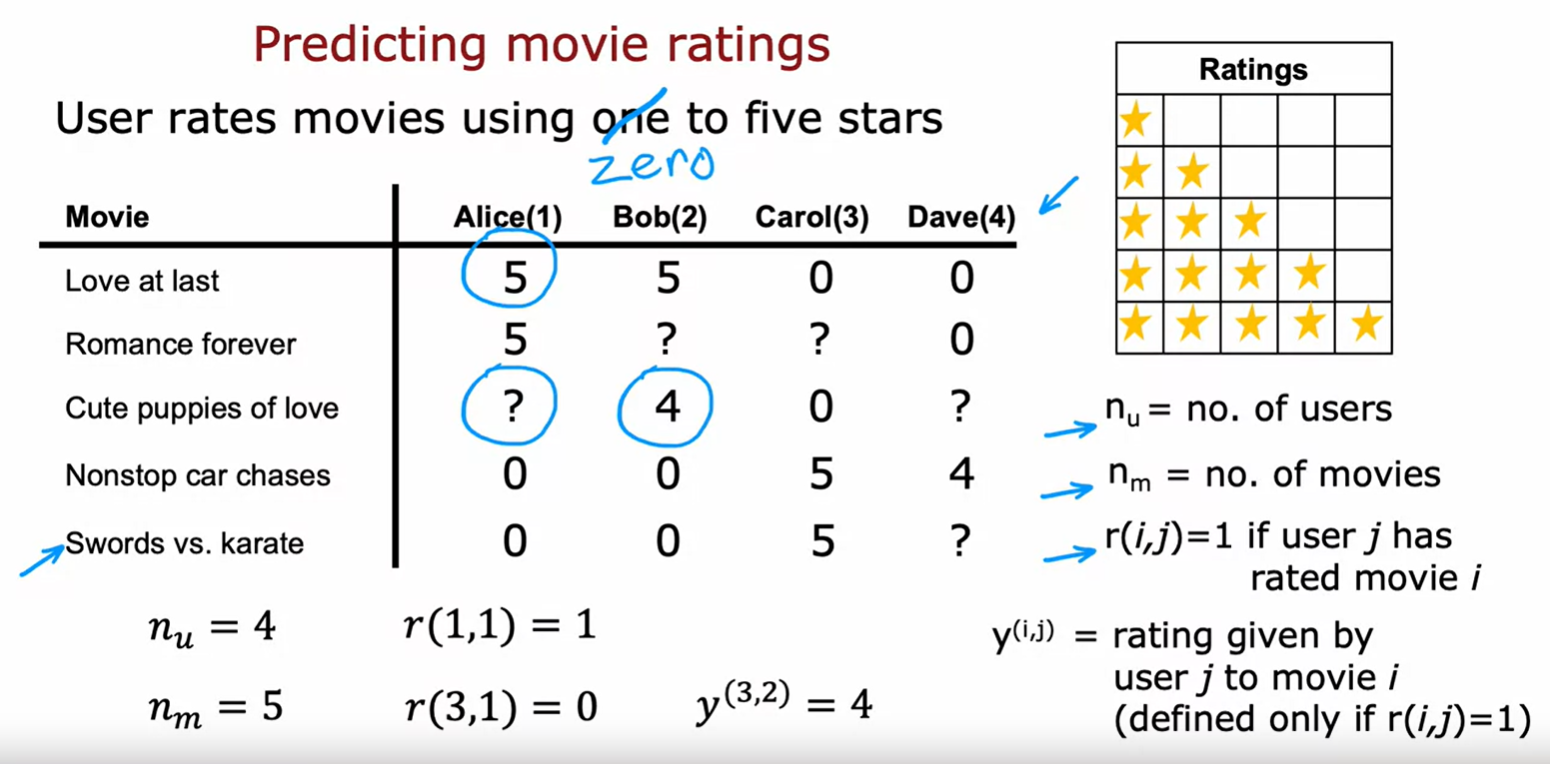 Predicting movie ratings
User rates movies using one to five stars
zero
Movie Alice(1) Bob(2) Carol(3) Dave(4)
Love at last 5 5 0 0
Romance forever 5 ? ? 0
Cute puppies of love ? 4 0 ?
Nonstop car chases 0 0 5 4
Swords vs. karate 0 0 5 ?
n_u = 4 r(1,1) = 1
n_m = 5 r(3,1) = 0 y^(3,2) = 4
Ratings
n_u = no. of users
n_m = no. of movies
r(i,j)=1 if user j has
rated movie i
y^(i,j) = rating given by
user j to movie i
(defined only if r(i,j)=1)